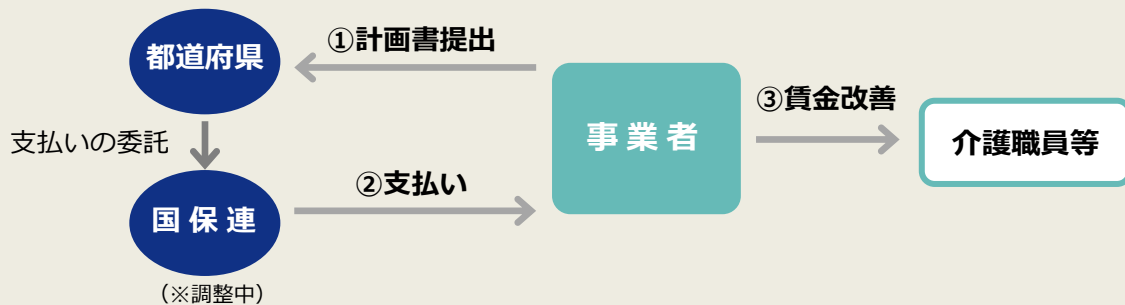 ①計画書提出
都道府県
③賃金改善
事業者
介護職員等
支払いの委託
②支払い
国保連
（※調整中）